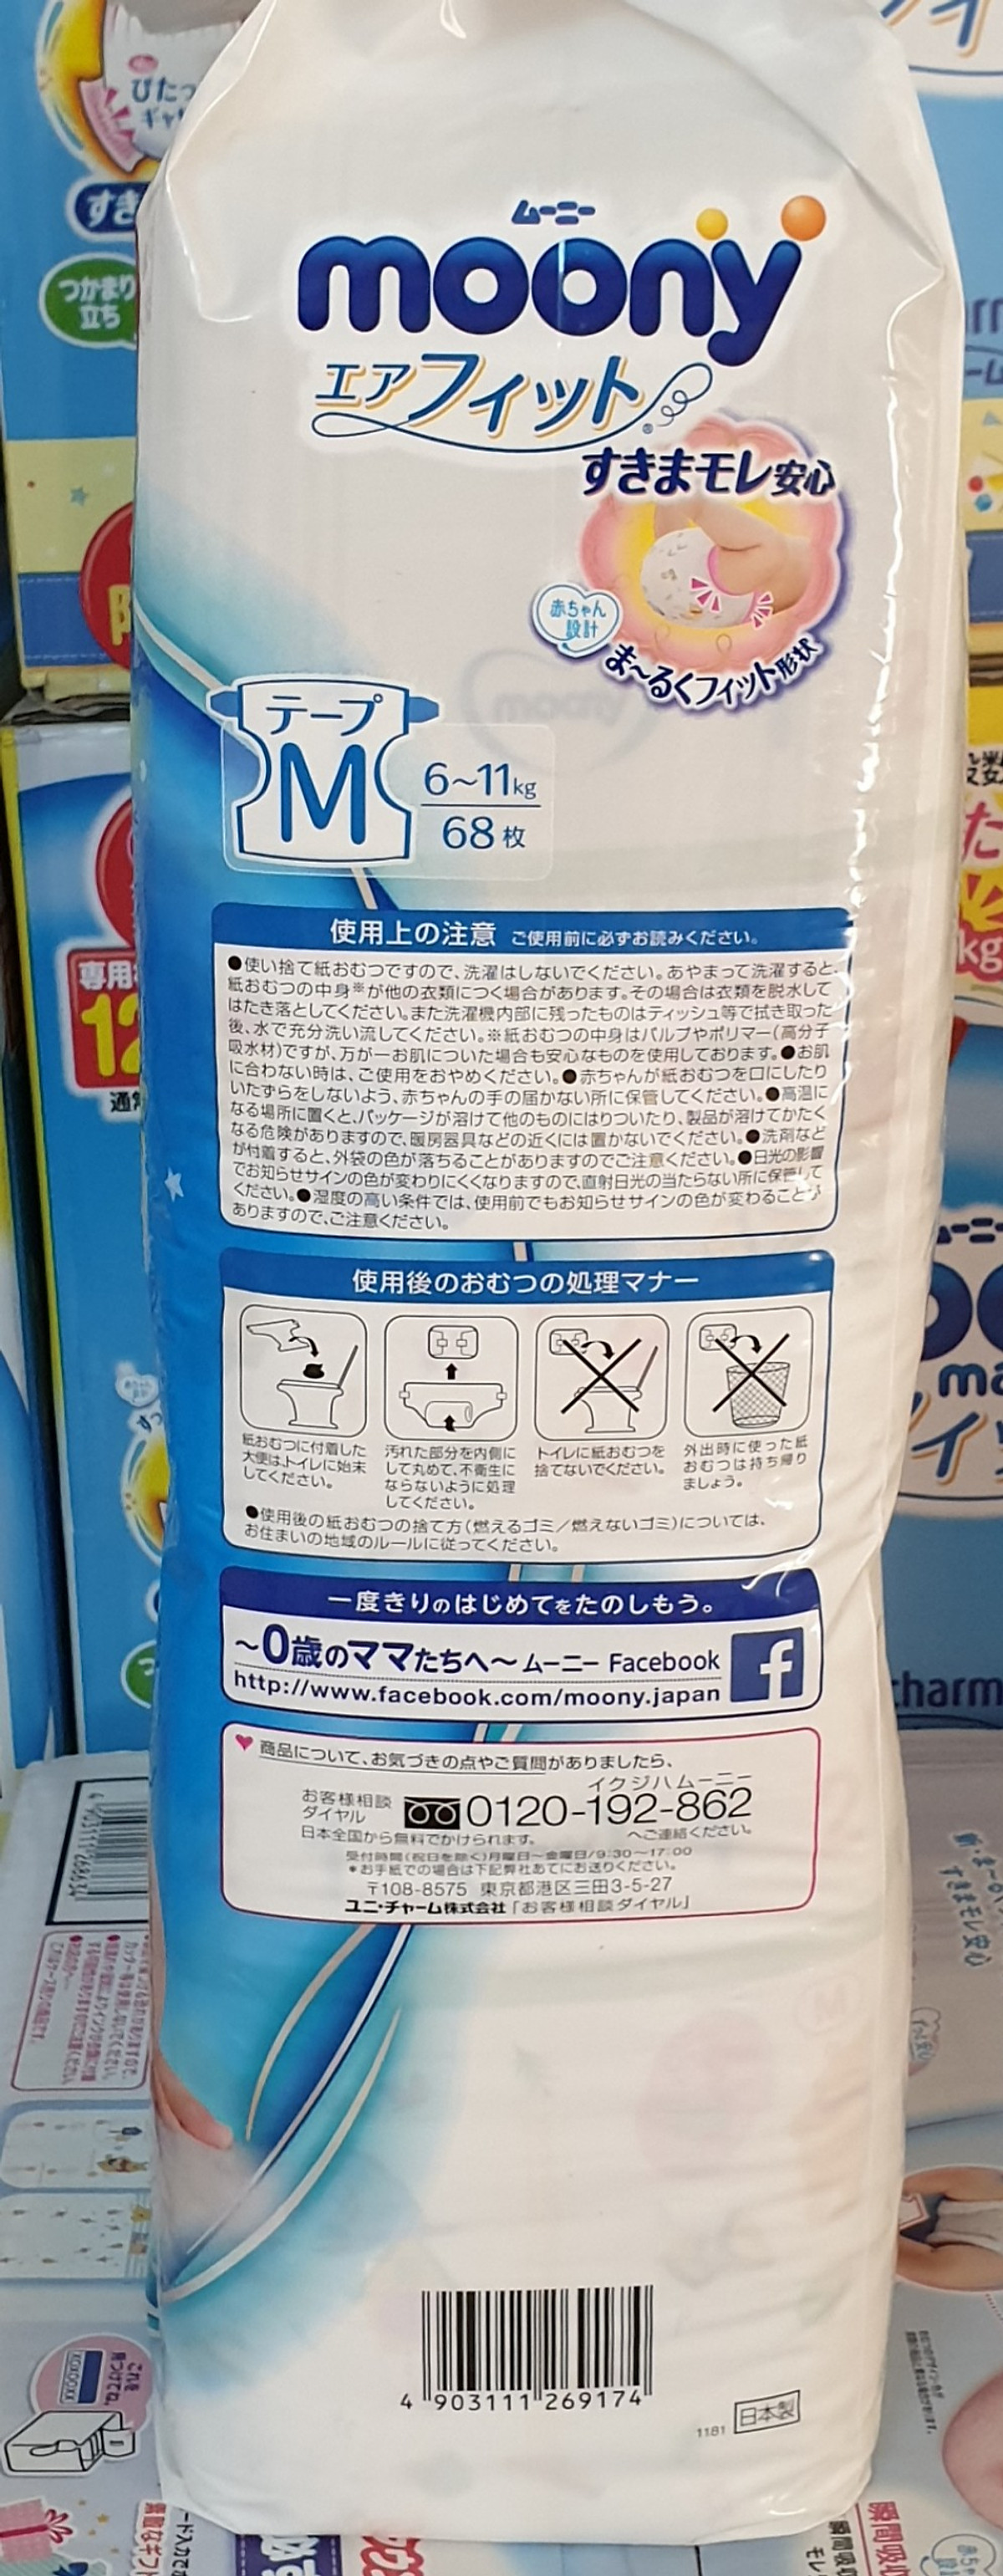 ムーニー
moony
エアフィット
®
すきまモレ安心
赤ちゃん
設計
ま〜るくフィット形状
テープ
M
6~11kg
68枚
使用上の注意 ご使用前に必ずお読みください。
●使い捨て紙おむつですので、洗濯はしないでください。あやまって洗濯すると、
紙おむつの中身※が他の衣類につく場合があります。その場合は衣類を脱水して
はたき落としてください。また洗濯機内部に残ったものはティッシュ等で拭き取った
後、水で充分洗い流してください。※紙おむつの中身はパルプやポリマー(高分子
吸水材)ですが、万が一お肌についた場合も安心なものを使用しております。●お肌
に合わない時は、ご使用をおやめください。●赤ちゃんが紙おむつを口にしたり
いたずらをしないよう、赤ちゃんの手の届かない所に保管してください。●高温に
なる場所に置くと、パッケージが溶けて他のものにはりついたり、製品が溶けてかたく
なる危険がありますので、暖房器具などの近くには置かないでください。●洗剤など
が付着すると、外袋の色が落ちることがありますのでご注意ください。●日光の影響
でお知らせサインの色が変わりにくくなりますので、直射日光の当たらない所に保管して
ください。●湿度の高い条件では、使用前でもお知らせサインの色が変わることが
ありますので、ご注意ください。
使用後のおむつの処理マナー
紙おむつに付着した
大便は、トイレに始末
してください。
汚れた部分を内側に
して丸めて、不衛生に
ならないように処理
してください。
トイレに紙おむつを
捨てないでください。
外出時に使った紙
おむつは持ち帰り
ましょう。
●使用後の紙おむつの捨て方(燃えるゴミ/燃えないゴミ)については、
お住まいの地域のルールに従ってください。
一度きりのはじめてをたのしもう。
~0歳のママたちへ~ ムーニー Facebook
http://www.facebook.com/moony.japan
f
♥ 商品について、お気づきの点やご質問がありましたら、
イクジハムーニー
お客様相談
ダイヤル
0120-192-862
日本全国から無料でかけられます。 へご連絡ください。
受付時間(祝日を除く)月曜日~金曜日/9:30~17:00
*お手紙での場合は下記弊社あてにお送りください。
〒108-8575 東京都港区三田3-5-27
ユニ・チャーム株式会社「お客様相談ダイヤル」
4 903111 269174
1181 日本製
ぴたっ
つかまり
立ち
専用
4 903111 268634
すきまモレ安心